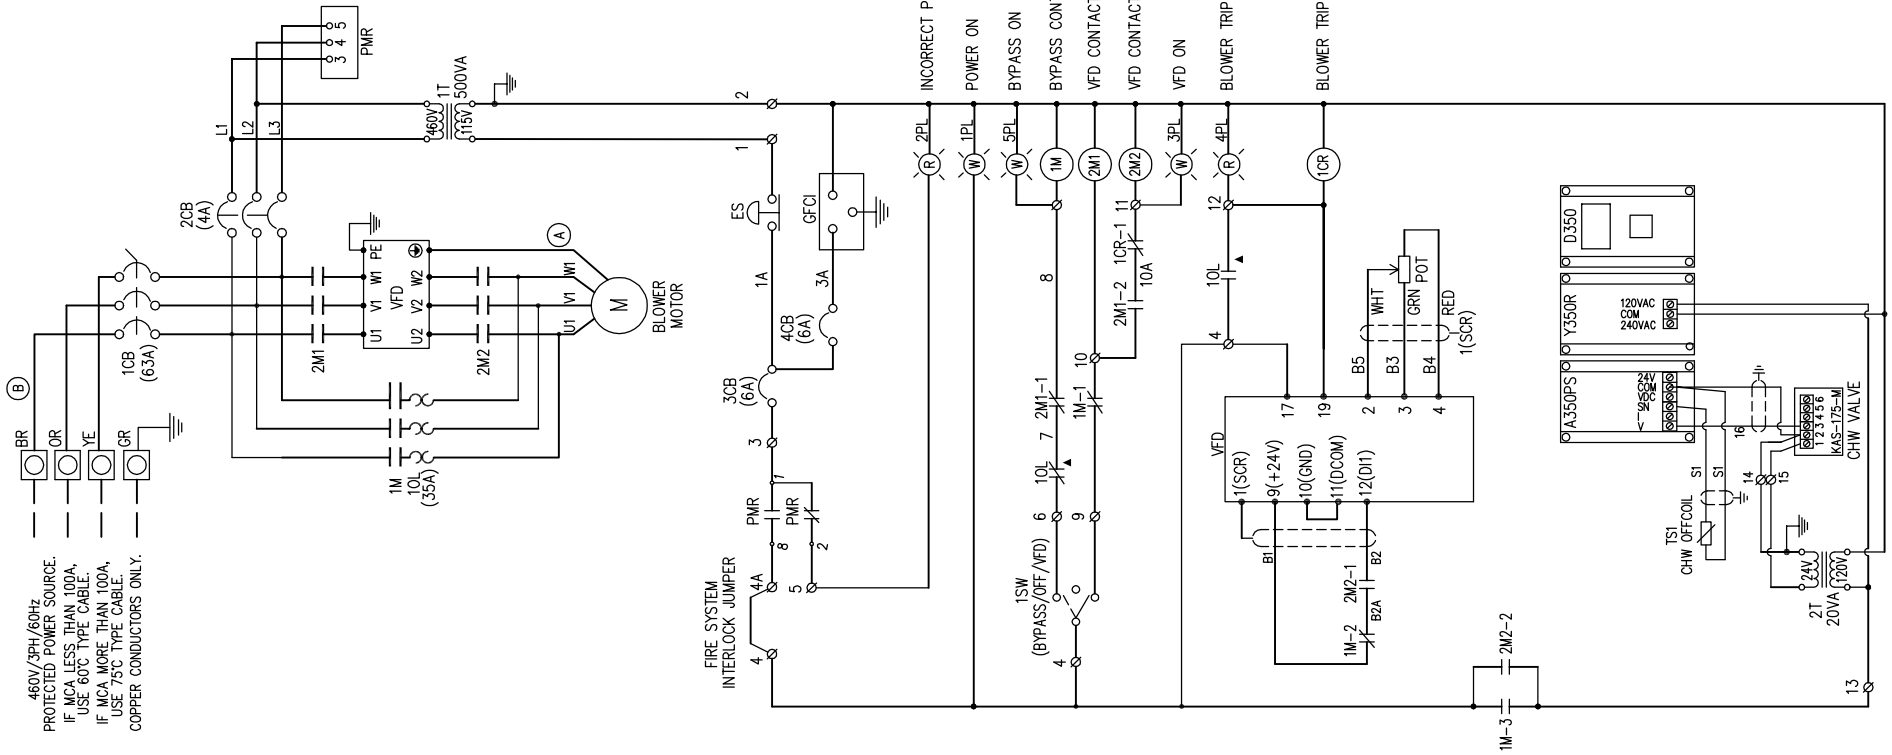 460V/3PH/60Hz
PROTECTED POWER SOURCE.
IF MCA LESS THAN 100A,
USE 60°C TYPE CABLE.
IF MCA MORE THAN 100A,
USE 75°C TYPE CABLE.
COPPER CONDUCTORS ONLY.
BR
OR
YE
GR
B
1CB
(63A)
2CB
(4A)
L1
L2
L3
3
4
5
PMR
2M1
U1
V1
W1
PE
VFD
U2
V2
W2
2M2
U1
V1
W1
A
M
BLOWER
MOTOR
1M
1OL
(35A)
460V
115V
1T
500VA
1
2
FIRE SYSTEM
INTERLOCK JUMPER
4
4A
5
PMR
8
1
PMR
2
3
3CB
(6A)
1A
ES
4CB
(6A)
3A
GFCI
R
2PL
INCORRECT P
W
1PL
POWER ON
W
5PL
BYPASS ON
1SW
(BYPASS/OFF/VFD)
4
6
1OL
7
2M1-1
8
1M
BYPASS CONT
9
1M-1
10
2M1
VFD CONTACT
2M1-2
10A
1CR-1
11
2M2
VFD CONTACT
W
3PL
VFD ON
4
1OL
12
R
4PL
BLOWER TRIP
1CR
BLOWER TRIP
VFD
1(SCR)
9(+24V)
10(GND)
11(DCOM)
12(DI1)
17
19
2
3
4
B1
B2
1M-2
B2A
2M2-1
B5
B3
B4
WHT
GRN
RED
POT
1(SCR)
1M-3
2M2-2
A350PS
24V
COM
VDC
SN
I
V
Y350R
120VAC
COM
240VAC
D350
TS1
CHW OFFCOIL
S1
S1
16
14
15
1 2 3 4 5 6
KAS-175-M
CHW VALVE
24V
120V
2T
20VA
13